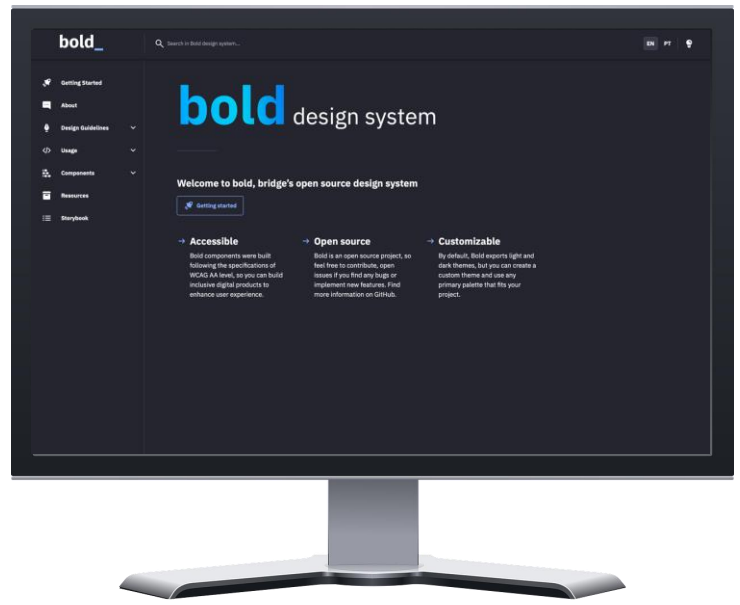 bold_
Search in Bold design system...
EN PT
Getting Started
About
Design Guidelines
Usage
Components
Resources
Storybook
bold design system
Welcome to bold, bridge's open source design system
Getting started
Accessible
Bold components were built
following the specifications of
WCAG AA level, so you can build
inclusive digital products to
enhance user experience.
Open source
Bold is an open source project, so
feel free to contribute, open
issues if you find any bugs or
implement new features. Find
more information on GitHub.
Customizable
By default, Bold exports light and
dark themes, but you can create a
custom theme and use any
primary palette that fits your
project.